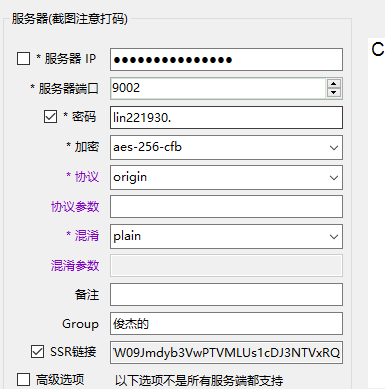 服务器(截图注意打码)
* 服务器 IP ●●●●●●●●●●●●●●●
* 服务器端口 9002
* 密码 lin221930.
* 加密 aes-256-cfb
* 协议 origin
协议参数
* 混淆 plain
混淆参数
备注
Group 俊杰的
SSR链接 W09Jmdyb3VwPTVMLUs1cDJ3NTVxRQ
高级选项 以下选项不是所有服务端都支持